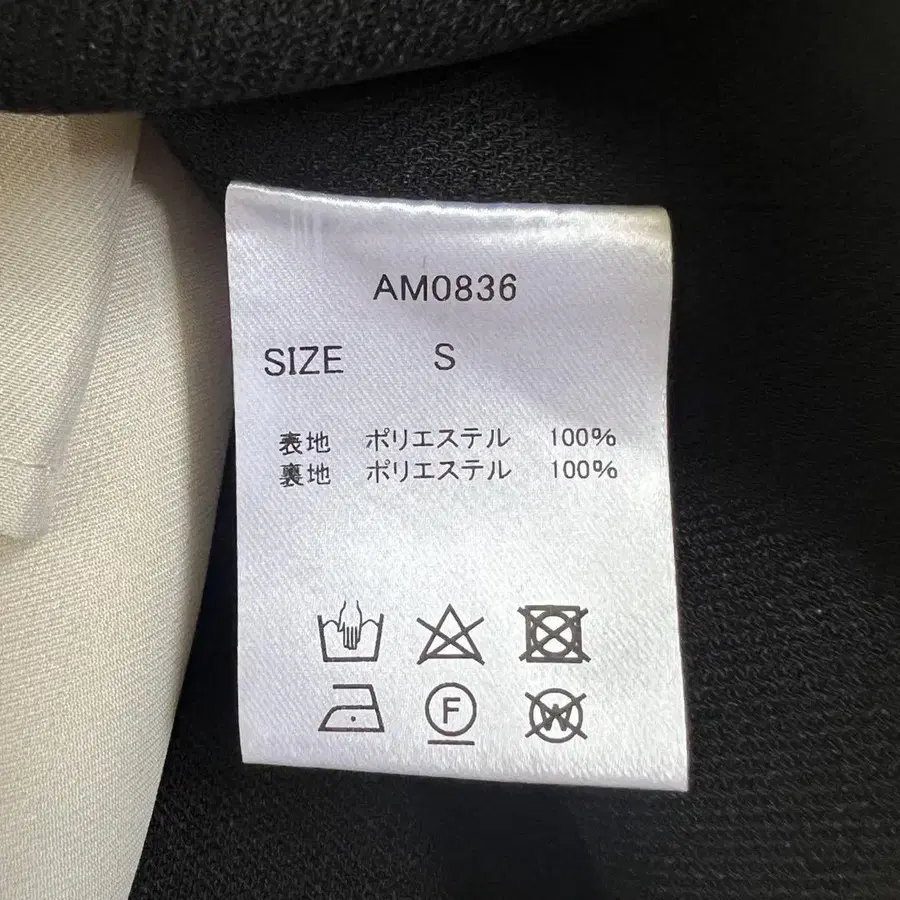 AM0836
SIZE S
表地 ポリエステル 100%
裏地 ポリエステル 100%
F
W